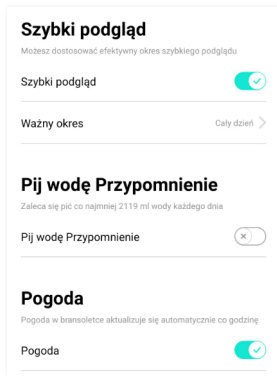 Szybki podgląd
Możesz dostosować efektywny okres szybkiego podglądu
Szybki podgląd
Ważny okres
Cały dzień
Pij wodę Przypomnienie
Zaleca się pić co najmniej 2119 ml wody każdego dnia
Pij wodę Przypomnienie
Pogoda
Pogoda w bransoletce aktualizuje się automatycznie co godzinę
Pogoda